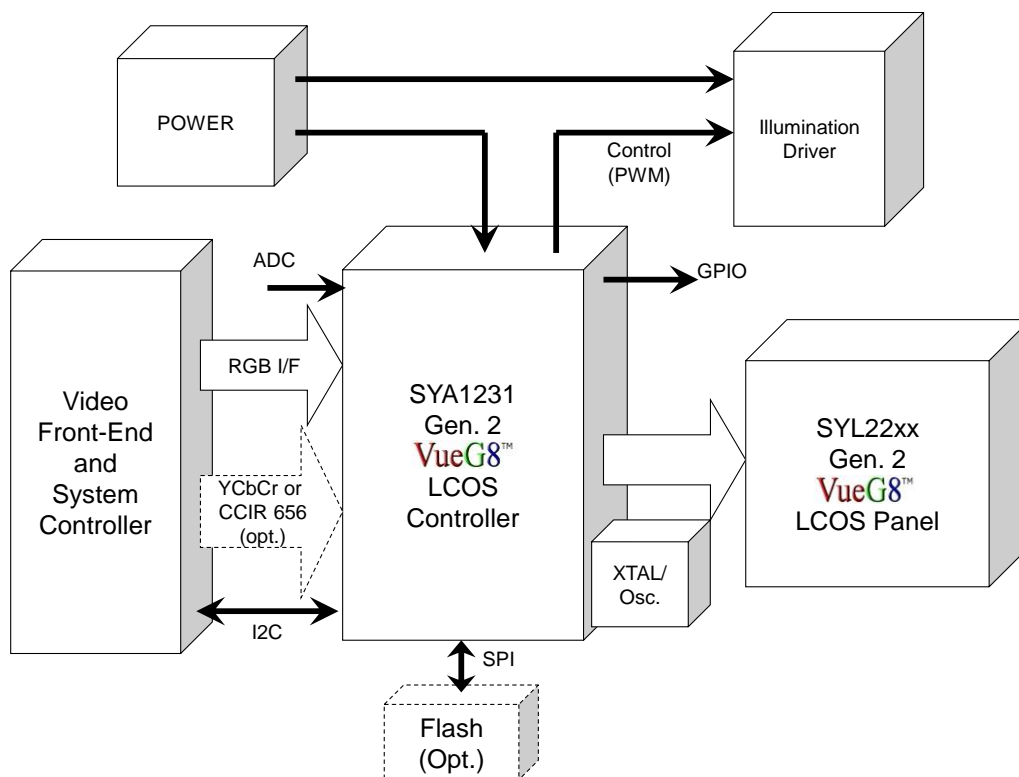 POWER
Illumination
Driver
Control
(PWM)
ADC
GPIO
RGB I/F
Video
Front-End
and
System
Controller
SYA1231
Gen. 2
VueG8™
LCOS
Controller
SYL22xx
Gen. 2
VueG8™
LCOS Panel
YCbCr or
CCIR 656
(opt.)
XTAL/
Osc.
I2C
SPI
Flash
(Opt.)